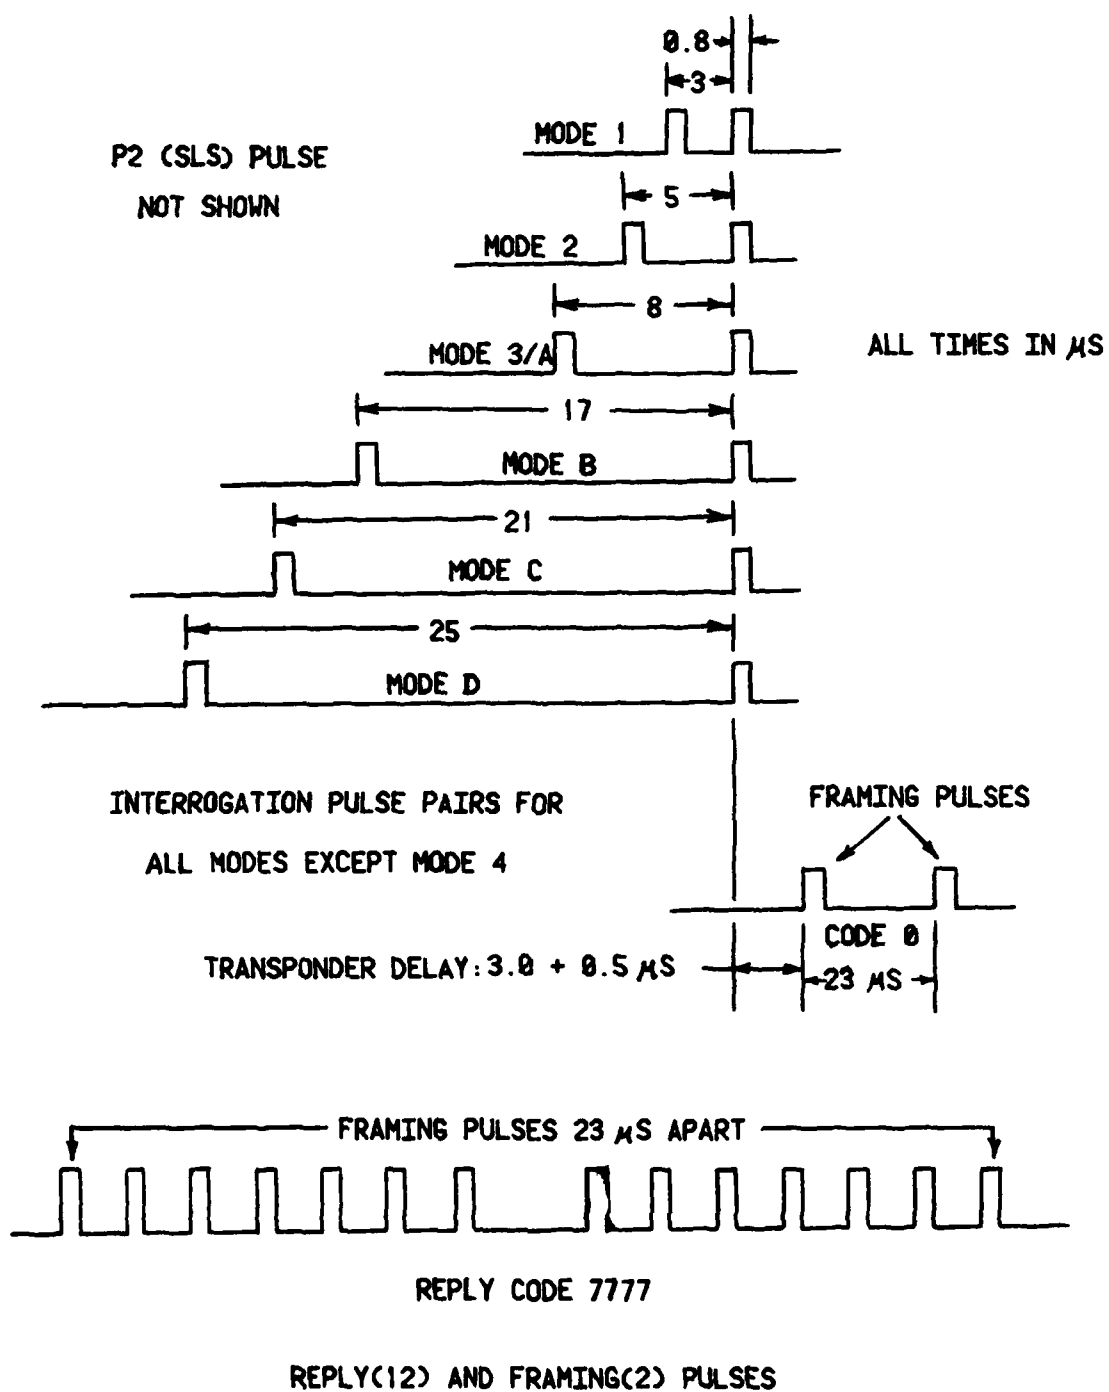 0.8
3
MODE 1
P2 (SLS) PULSE
NOT SHOWN
5
MODE 2
8
MODE 3/A
ALL TIMES IN μS
17
MODE B
21
MODE C
25
MODE D
INTERROGATION PULSE PAIRS FOR
ALL MODES EXCEPT MODE 4
FRAMING PULSES
CODE 0
TRANSPONDER DELAY: 3.0 + 0.5 μS
23 μS
FRAMING PULSES 23 μS APART
REPLY CODE 7777
REPLY(12) AND FRAMING(2) PULSES